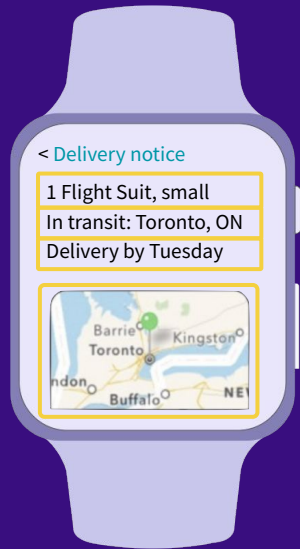 < Delivery notice
1 Flight Suit, small
In transit: Toronto, ON
Delivery by Tuesday
Barrie
Kingston
Toronto
ndon
Buffalo
NE